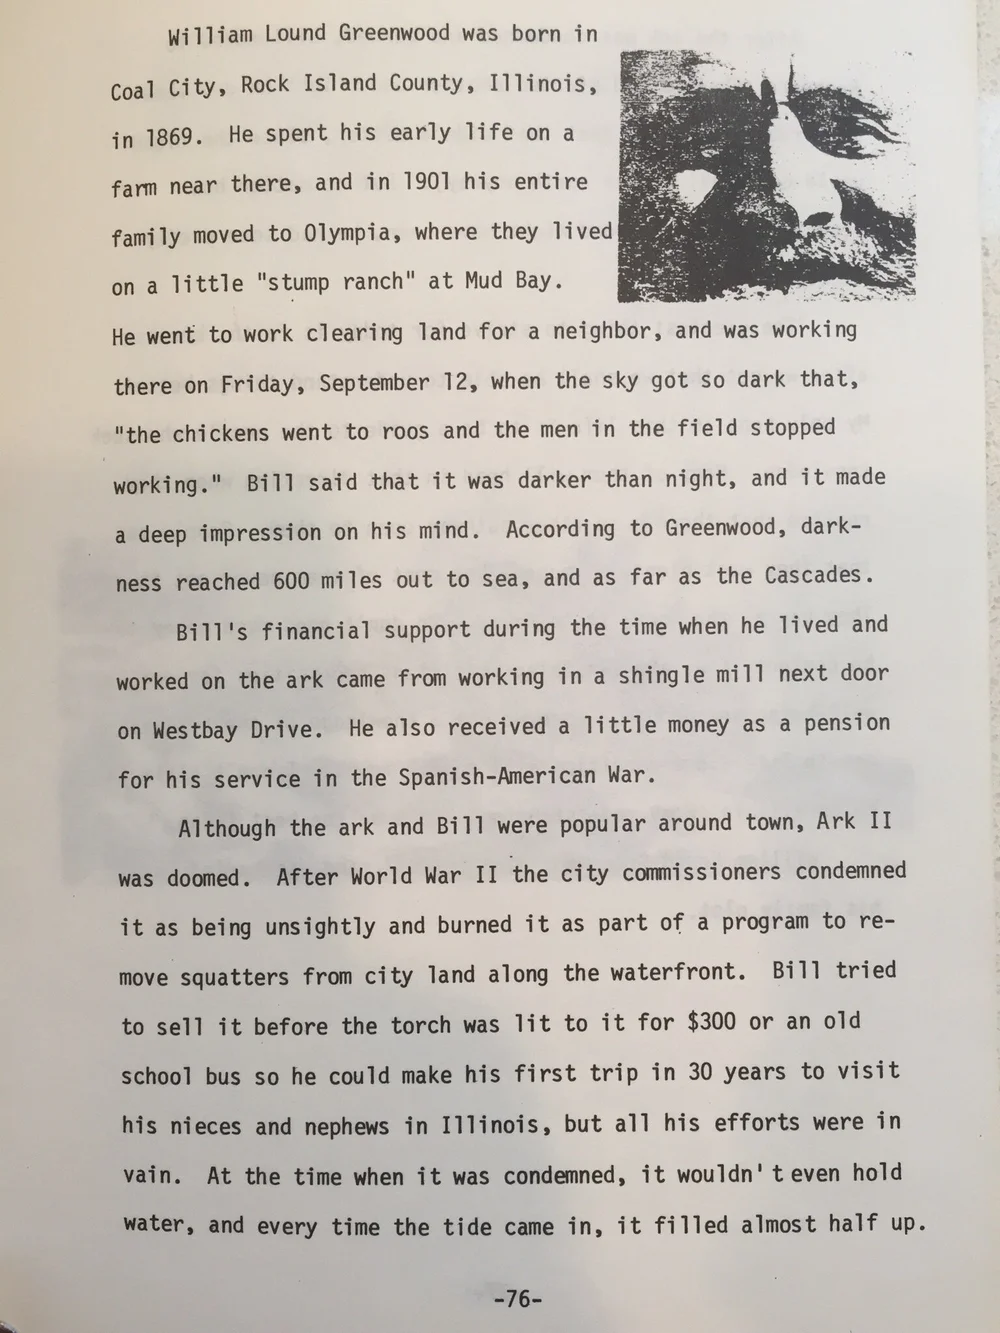 William Lound Greenwood was born in
Coal City, Rock Island County, Illinois,
in 1869. He spent his early life on a
farm near there, and in 1901 his entire
family moved to Olympia, where they lived
on a little "stump ranch" at Mud Bay.
He went to work clearing land for a neighbor, and was working
there on Friday, September 12, when the sky got so dark that,
"the chickens went to roos and the men in the field stopped
working." Bill said that it was darker than night, and it made
a deep impression on his mind. According to Greenwood, dark-
ness reached 600 miles out to sea, and as far as the Cascades.
Bill's financial support during the time when he lived and
worked on the ark came from working in a shingle mill next door
on Westbay Drive. He also received a little money as a pension
for his service in the Spanish-American War.
Although the ark and Bill were popular around town, Ark II
was doomed. After World War II the city commissioners condemned
it as being unsightly and burned it as part of a program to re-
move squatters from city land along the waterfront. Bill tried
to sell it before the torch was lit to it for $300 or an old
school bus so he could make his first trip in 30 years to visit
his nieces and nephews in Illinois, but all his efforts were in
vain. At the time when it was condemned, it wouldn't even hold
water, and every time the tide came in, it filled almost half up.
-76-